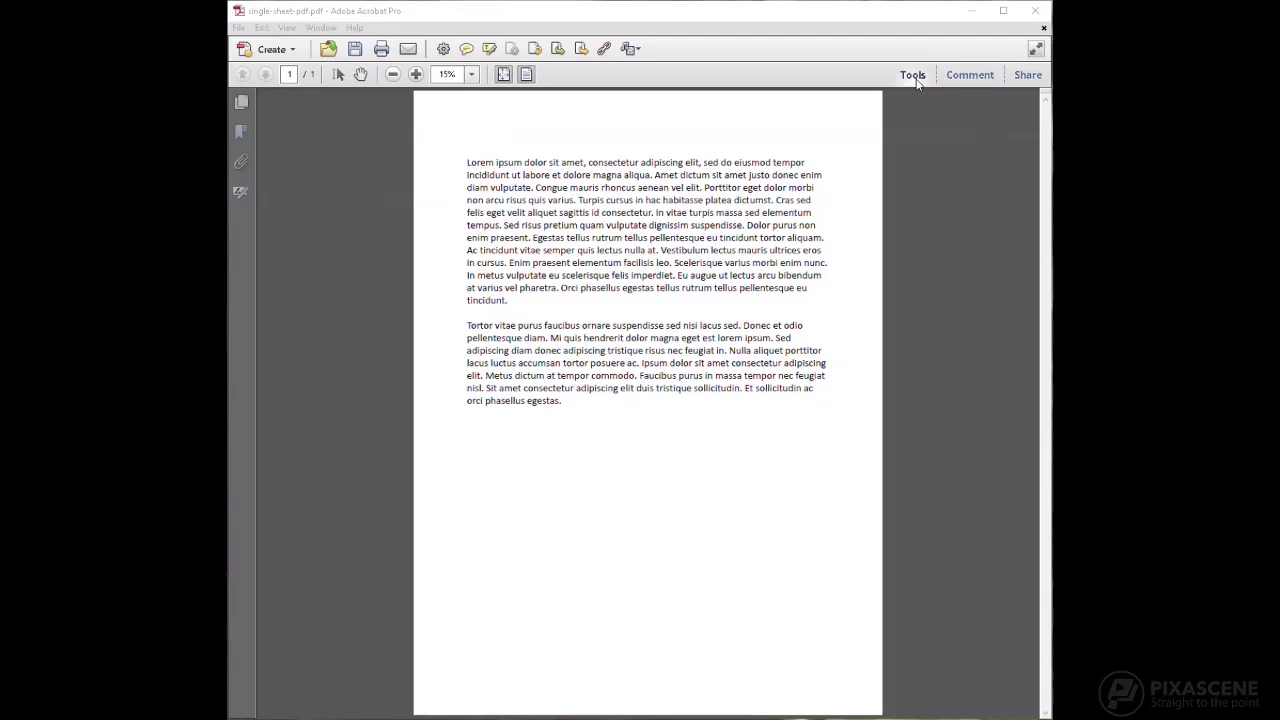 single-sheet-pdf.pdf - Adobe Acrobat Pro
File Edit View Window Help
Create
1 / 1 15% Tools Comment Share
Lorem ipsum dolor sit amet, consectetur adipiscing elit, sed do eiusmod tempor
incididunt ut labore et dolore magna aliqua. Amet dictum sit amet justo donec enim
diam vulputate. Congue mauris rhoncus aenean vel elit. Porttitor eget dolor morbi
non arcu risus quis varius. Turpis cursus in hac habitasse platea dictumst. Cras sed
felis eget velit aliquet sagittis id consectetur. In vitae turpis massa sed elementum
tempus. Sed risus pretium quam vulputate dignissim suspendisse. Dolor purus non
enim praesent. Egestas tellus rutrum tellus pellentesque eu tincidunt tortor aliquam.
Ac tincidunt vitae semper quis lectus nulla at. Vestibulum lectus mauris ultrices eros
in cursus. Enim praesent elementum facilisis leo. Scelerisque varius morbi enim nunc.
In metus vulputate eu scelerisque felis imperdiet. Eu augue ut lectus arcu bibendum
at varius vel pharetra. Orci phasellus egestas tellus rutrum tellus pellentesque eu
tincidunt.
Tortor vitae purus faucibus ornare suspendisse sed nisi lacus sed. Donec et odio
pellentesque diam. Mi quis hendrerit dolor magna eget est lorem ipsum. Sed
adipiscing diam donec adipiscing tristique risus nec feugiat in. Nulla aliquet porttitor
lacus luctus accumsan tortor posuere ac. Ipsum dolor sit amet consectetur adipiscing
elit. Metus dictum at tempor commodo. Faucibus purus in massa tempor nec feugiat
nisl. Sit amet consectetur adipiscing elit duis tristique sollicitudin. Et sollicitudin ac
orci phasellus egestas.
PIXASCENE
Straight to the point